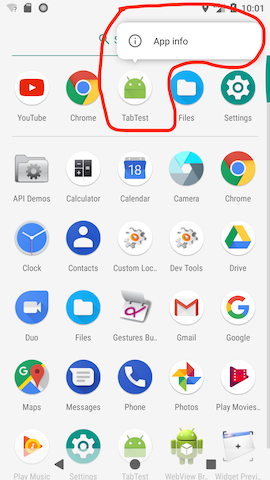 10:01
S
App info
YouTube
Chrome
TabTest
Files
Settings
API Demos
Calculator
Calendar
Camera
Chrome
18
Clock
Contacts
Custom Loc...
Dev Tools
Drive
Duo
Files
Gestures Bu...
Gmail
Google
Maps
Messages
Phone
Photos
Play Movies...
Play Music
Settings
TabTest
WebView Br...
Widget Prev...